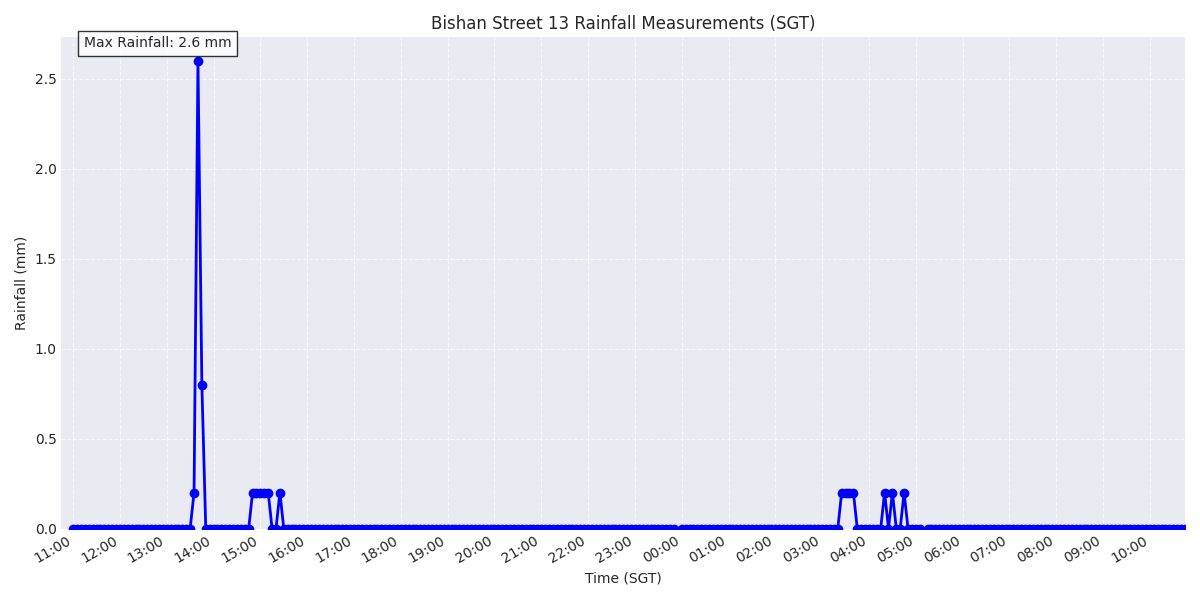 Bishan Street 13 Rainfall Measurements (SGT)
Max Rainfall: 2.6 mm
Rainfall (mm)
2.5
2.0
1.5
1.0
0.5
0.0
11:00 12:00 13:00 14:00 15:00 16:00 17:00 18:00 19:00 20:00 21:00 22:00 23:00 00:00 01:00 02:00 03:00 04:00 05:00 06:00 07:00 08:00 09:00 10:00
Time (SGT)